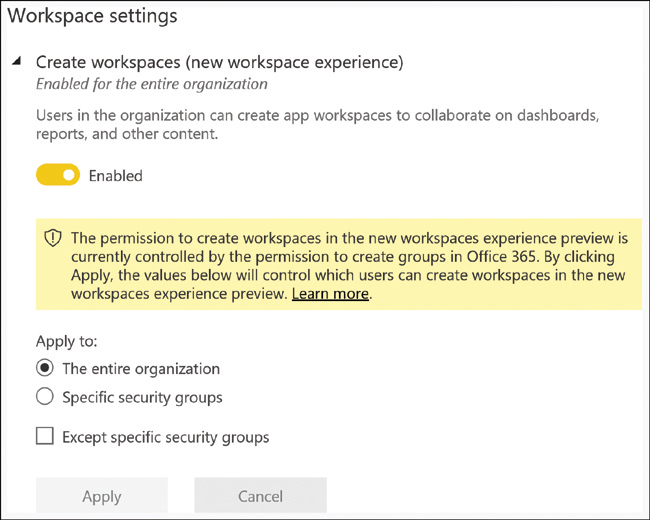 Workspace settings
Create workspaces (new workspace experience)
Enabled for the entire organization
Users in the organization can create app workspaces to collaborate on dashboards,
reports, and other content.
Enabled
The permission to create workspaces in the new workspaces experience preview is
currently controlled by the permission to create groups in Office 365. By clicking
Apply, the values below will control which users can create workspaces in the new
workspaces experience preview. Learn more.
Apply to:
The entire organization
Specific security groups
Except specific security groups
Apply
Cancel